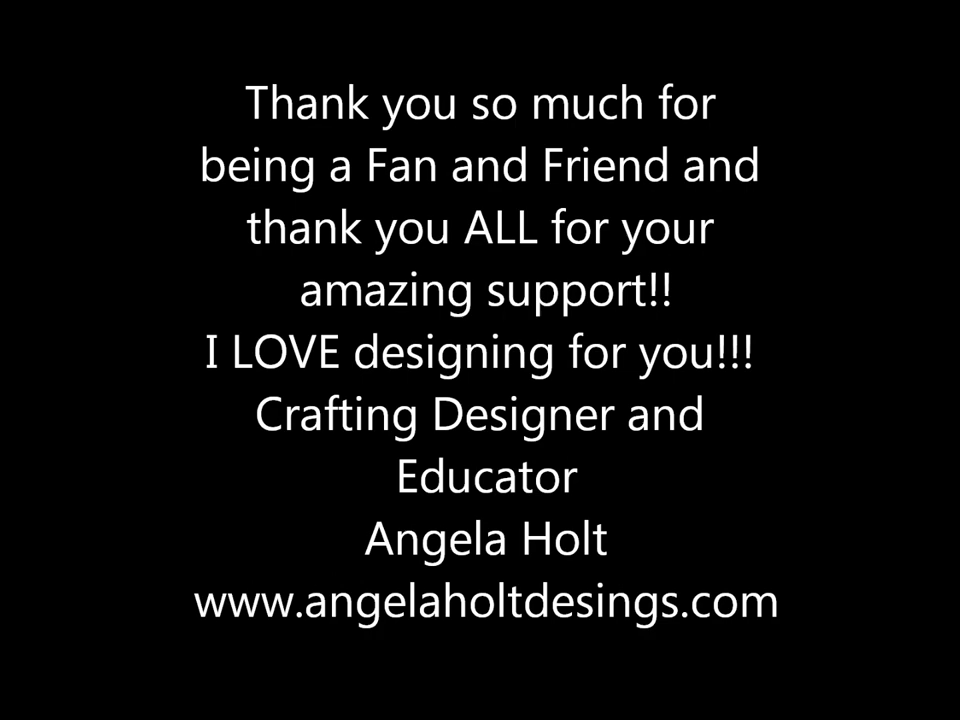 Thank you so much for
being a Fan and Friend and
thank you ALL for your
amazing support!!
I LOVE designing for you!!!
Crafting Designer and
Educator
Angela Holt
www.angelaholtdesings.com